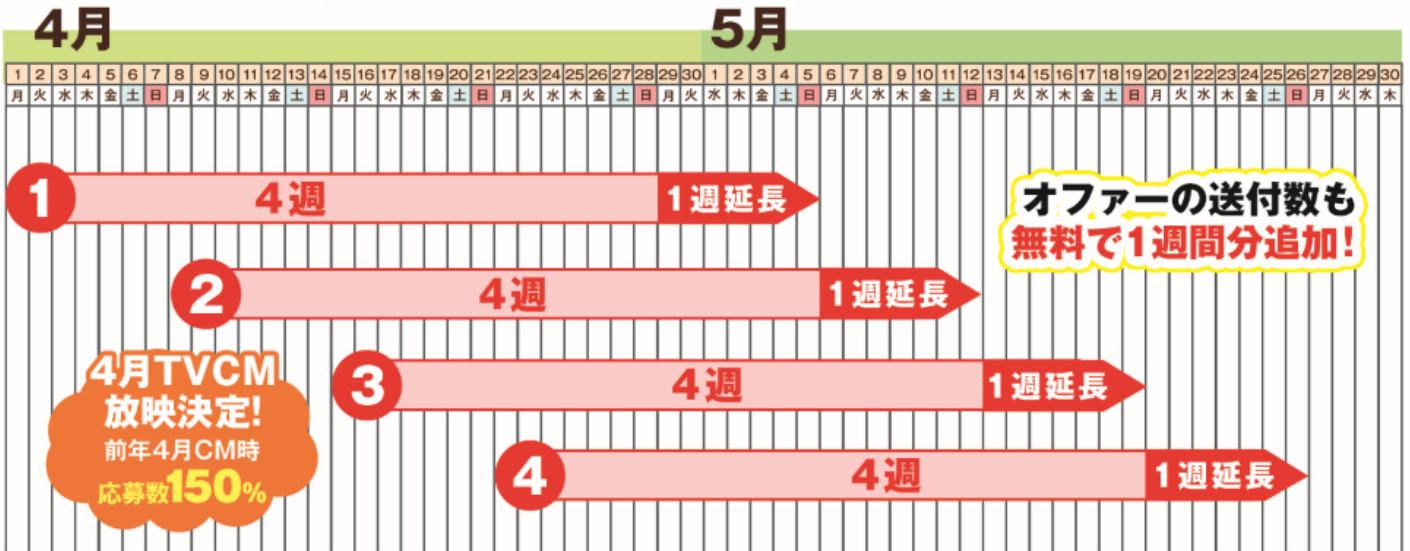 4月 5月
1 2 3 4 5 6 7 8 9 10 11 12 13 14 15 16 17 18 19 20 21 22 23 24 25 26 27 28 29 30 1 2 3 4 5 6 7 8 9 10 11 12 13 14 15 16 17 18 19 20 21 22 23 24 25 26 27 28 29 30
月 火 水 木 金 土 日 月 火 水 木 金 土 日 月 火 水 木 金 土 日 月 火 水 木 金 土 日 月 火 水 木 金 土 日 月 火 水 木 金 土 日 月 火 水 木 金 土 日 月 火 水 木 金 土 日 月 火 水 木
1 4週 1週延長
オファーの送付数も
無料で1週間分追加!
2 4週 1週延長
3 4週 1週延長
4月TVCM
放映決定!
前年4月CM時
応募数150%
4 4週 1週延長